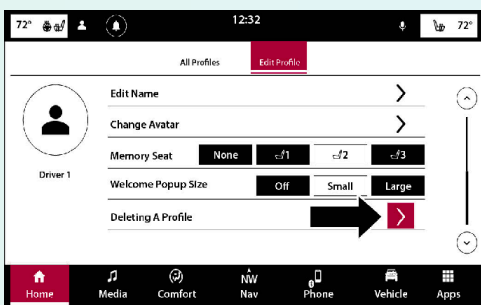 72° 12:32 72°
All Profiles Edit Profile
Edit Name
Change Avatar
Memory Seat None 1 2 3
Driver 1
Welcome Popup Size Off Small Large
Deleting A Profile
NW
Home Media Comfort Nav Phone Vehicle Apps